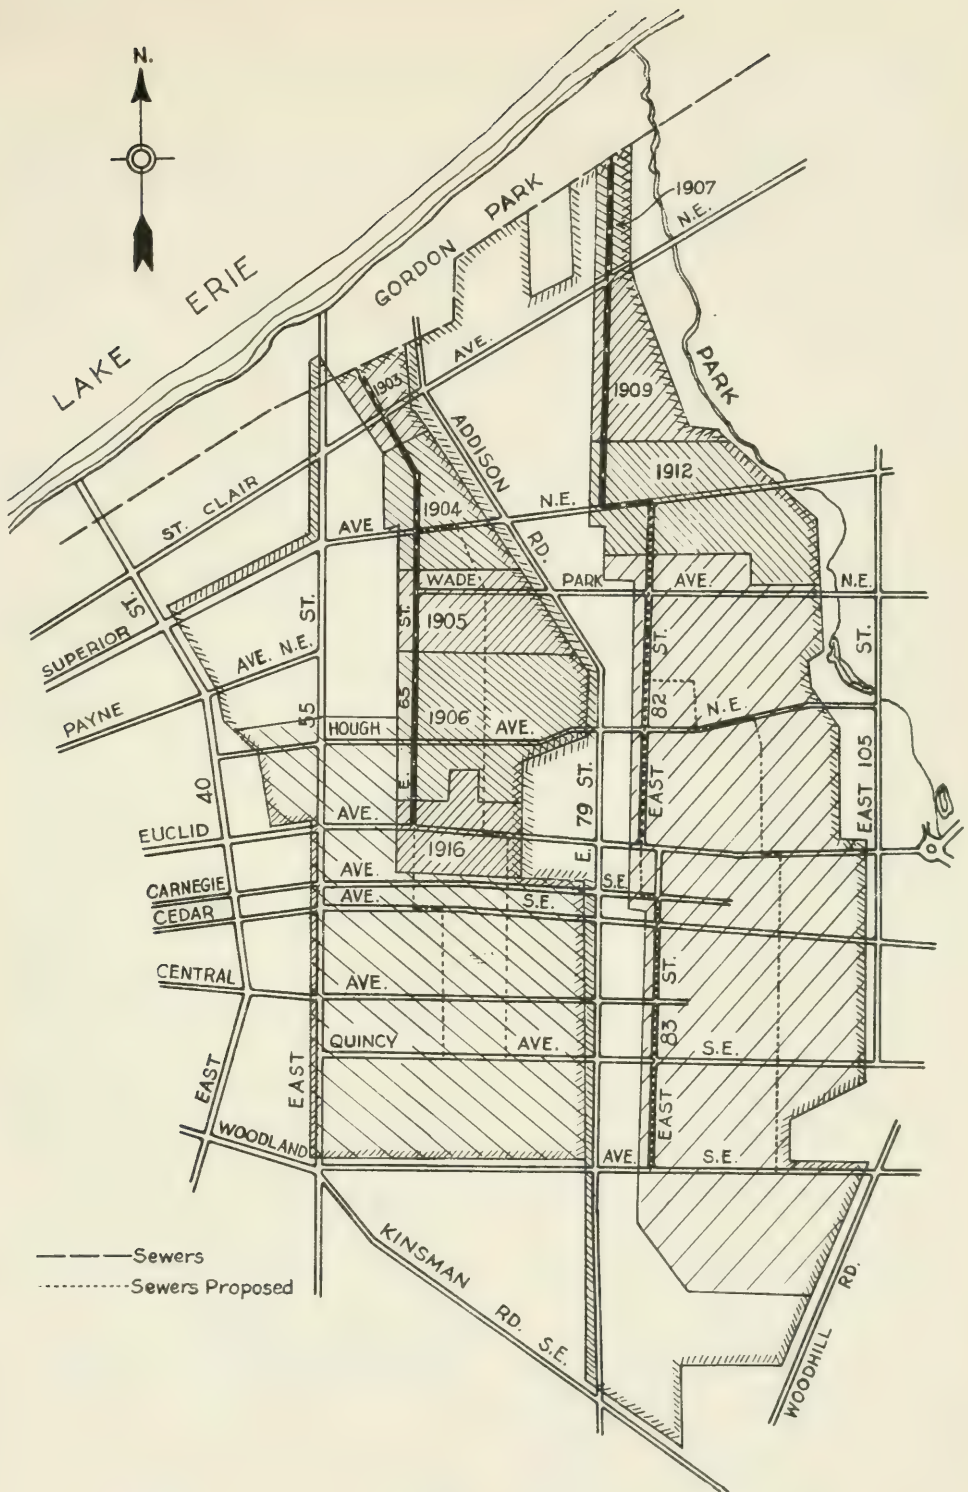 N.
LAKE ERIE
GORDON PARK
1907
N.E.
PARK
1903
AVE.
1909
ADDISON RD.
1912
ST. CLAIR
AVE
1904
N.E.
WADE PARK AVE. N.E.
ST.
SUPERIOR
AVE. N.E.
PAYNE
55 ST.
1905
E. 65 ST.
1906
HOUGH AVE. N.E.
EAST 82 ST.
EAST 105 ST.
E. 79 ST.
40
EUCLID AVE.
1916
CARNEGIE AVE. S.E.
CEDAR AVE. S.E.
CENTRAL AVE.
QUINCY AVE. S.E.
EAST 83 ST.
EAST
EAST
WOODLAND AVE. S.E.
KINSMAN RD. S.E.
WOODHILL RD.
Sewers
Sewers Proposed